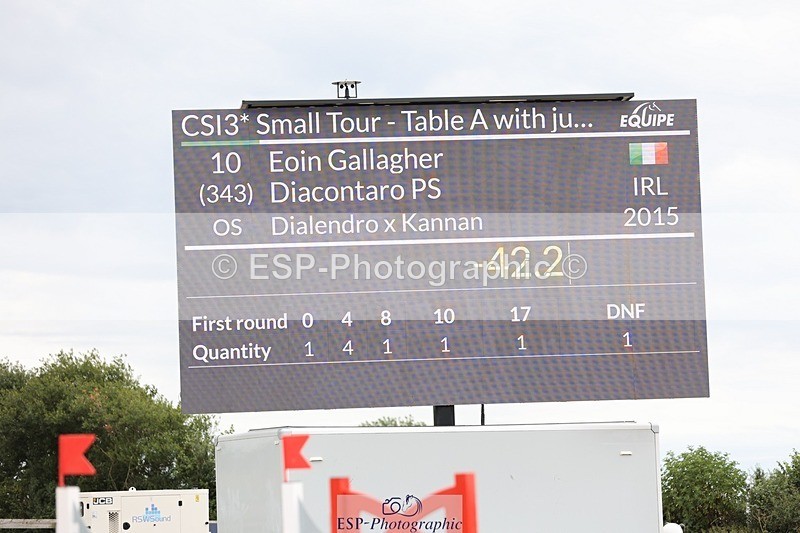 CSI3* Small Tour - Table A with ju... EQUIPE
10 Eoin Gallagher
(343) Diacontaro PS IRL
OS Dialendro x Kannan 2015
-42.2
© ESP-Photographic ©
First round 0 4 8 10 17 DNF
Quantity 1 4 1 1 1 1
JCB
RSWSound
ESP-Photographic